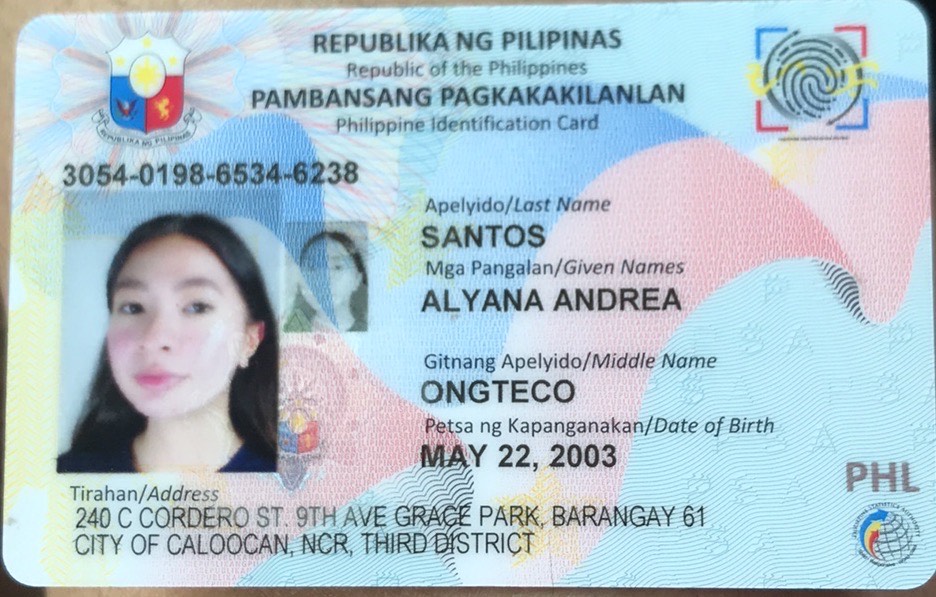 REPUBLIKA NG PILIPINAS
Republic of the Philippines
PAMBANSANG PAGKAKAKILANLAN
Philippine Identification Card
REPUBLIKA NG PILIPINAS
3054-0198-6534-6238
Apelyido/Last Name
SANTOS
Mga Pangalan/Given Names
ALYANA ANDREA
Gitnang Apelyido/Middle Name
ONGTECO
Petsa ng Kapanganakan/Date of Birth
MAY 22, 2003
PHL
Tirahan/Address
240 C CORDERO ST. 9TH AVE GRACE PARK, BARANGAY 61
CITY OF CALOOCAN, NCR, THIRD DISTRICT